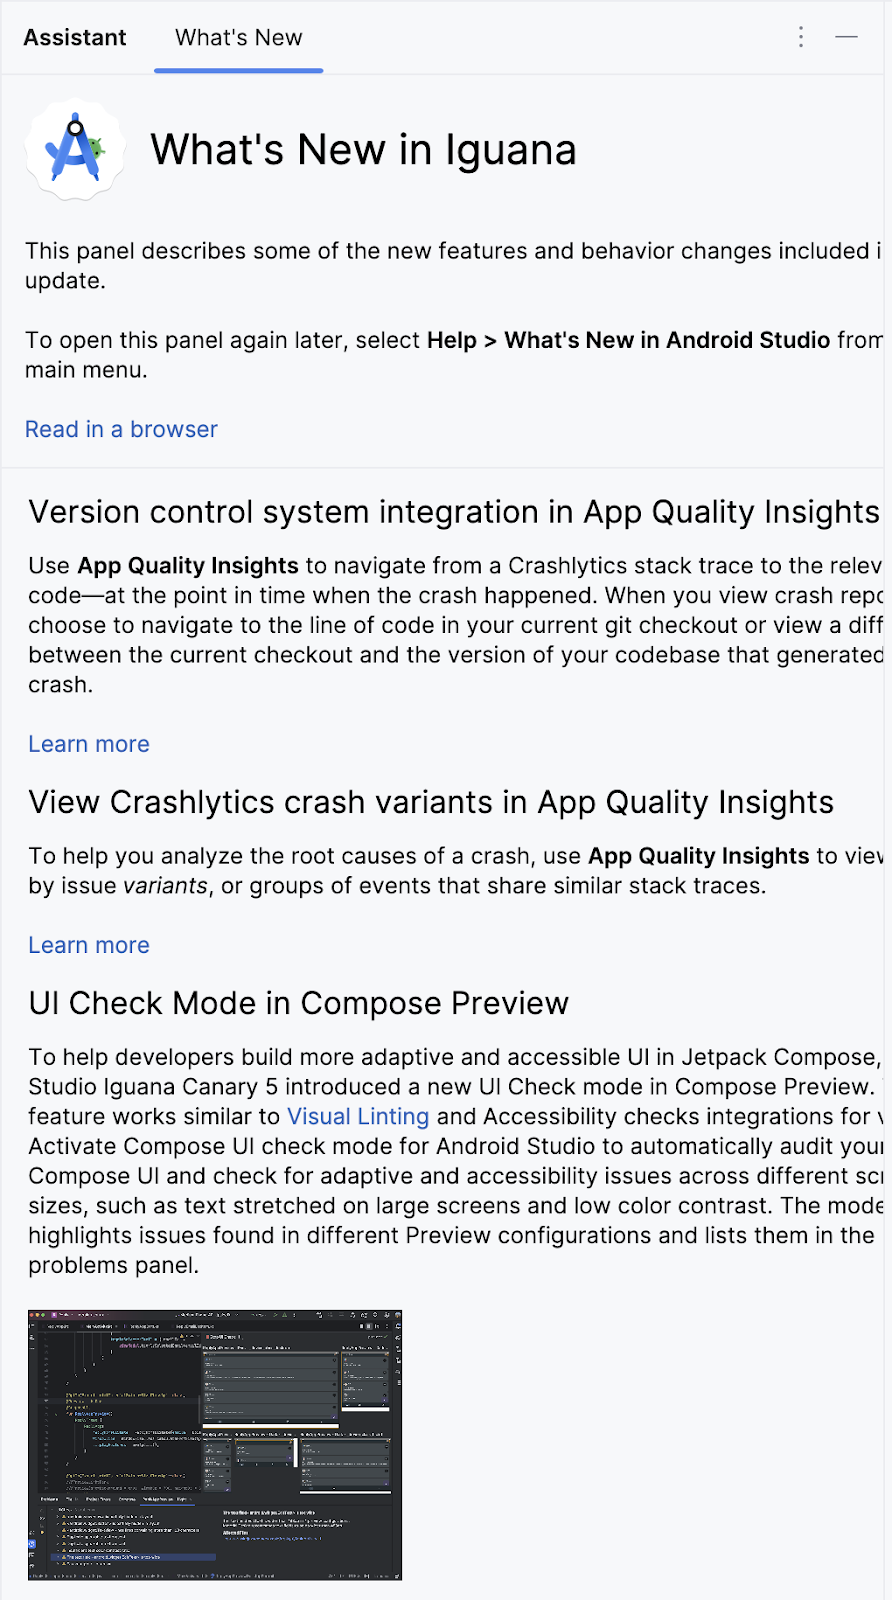 Assistant What's New
What's New in Iguana
This panel describes some of the new features and behavior changes included
update.
To open this panel again later, select Help > What's New in Android Studio from
main menu.
Read in a browser
Version control system integration in App Quality Insights
Use App Quality Insights to navigate from a Crashlytics stack trace to the
code—at the point in time when the crash happened. When you view crash
choose to navigate to the line of code in your current git checkout or view a diff
between the current checkout and the version of your codebase that generated
crash.
Learn more
View Crashlytics crash variants in App Quality Insights
To help you analyze the root causes of a crash, use App Quality Insights to
by issue variants, or groups of events that share similar stack traces.
Learn more
UI Check Mode in Compose Preview
To help developers build more adaptive and accessible UI in Jetpack Compose,
Studio Iguana Canary 5 introduced a new UI Check mode in Compose Preview.
feature works similar to Visual Linting and Accessibility checks integrations for
Activate Compose UI check mode for Android Studio to automatically audit your
Compose UI and check for adaptive and accessibility issues across different
sizes, such as text stretched on large screens and low color contrast. The mode
highlights issues found in different Preview configurations and lists them in the
problems panel.